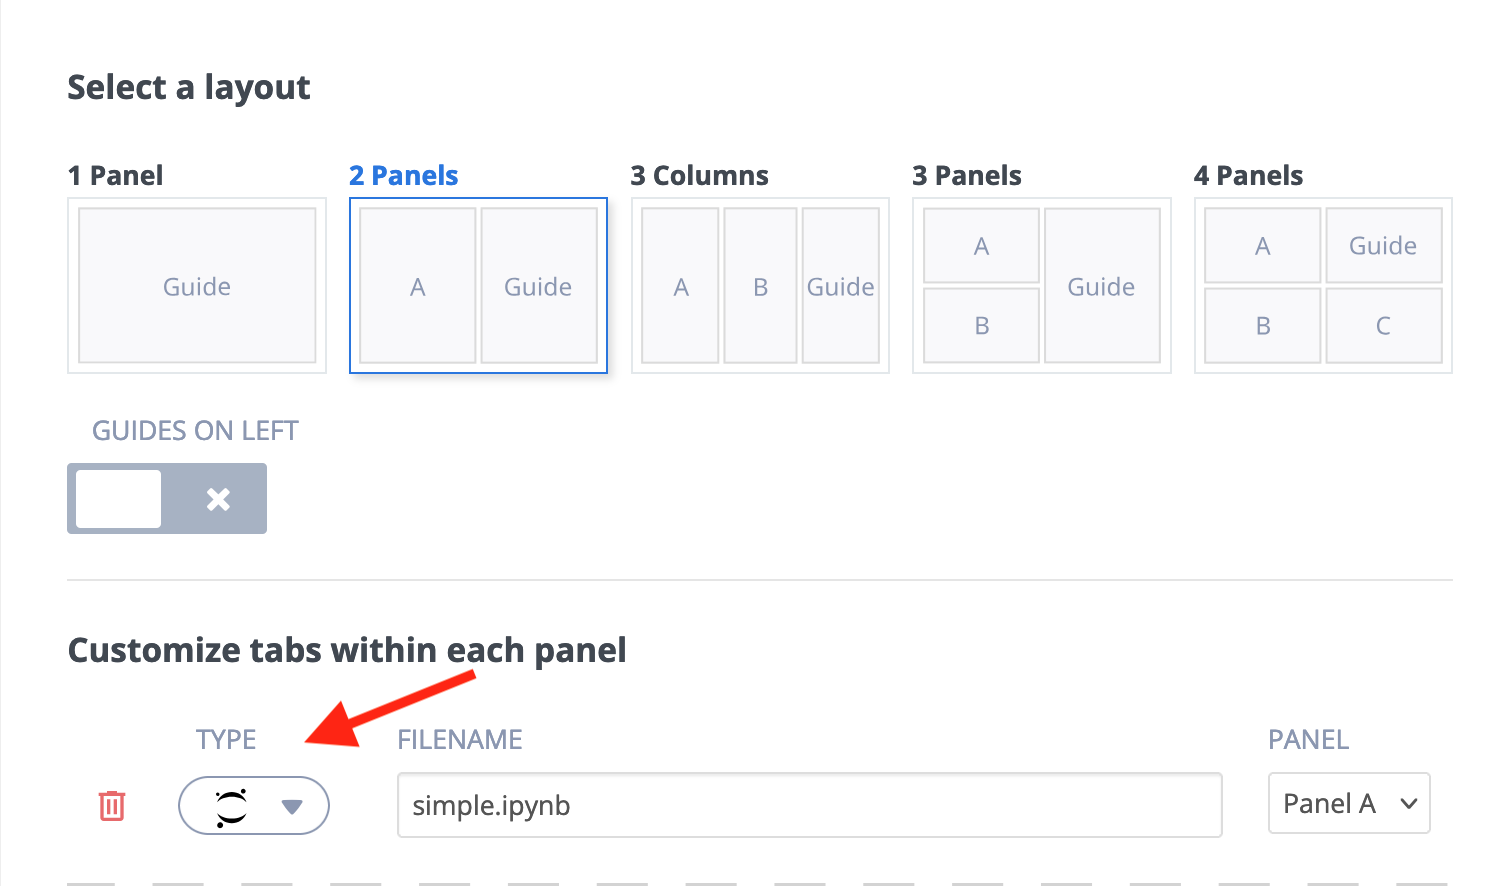 Select a layout
1 Panel
2 Panels
3 Columns
3 Panels
4 Panels
Guide
A
Guide
A
B
Guide
A
B
Guide
A
Guide
B
C
GUIDES ON LEFT
Customize tabs within each panel
TYPE
FILENAME
PANEL
simple.ipynb
Panel A